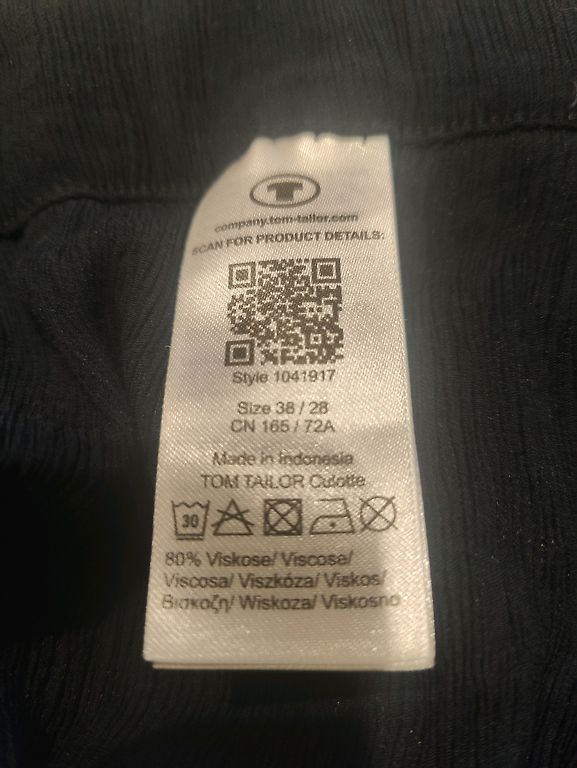 T
company.tom-tailor.com
SCAN FOR PRODUCT DETAILS:
Style 1041917
Size 38 / 28
CN 165 / 72A
Made in Indonesia
TOM TAILOR Culotte
30
80% Viskose/ Viscose/
Viscosa/ Viszkóza/ Viskos/
Βισκοζη/ Wiskoza/ Viskosno